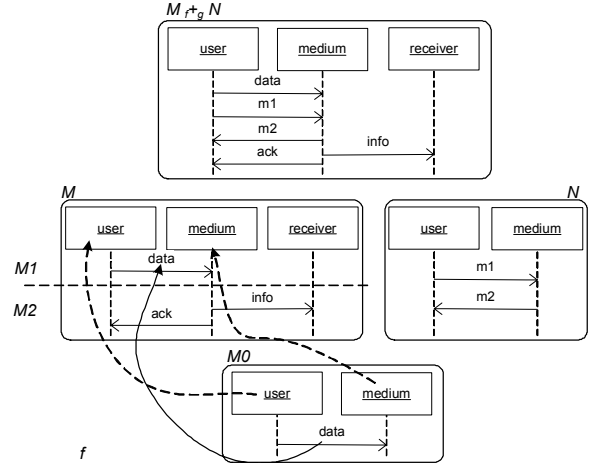 M f+g N
user medium receiver
data
m1
m2
ack info
M N
user medium receiver user medium
data
M1 m1
M2 info m2
ack
M0
user medium
data
f